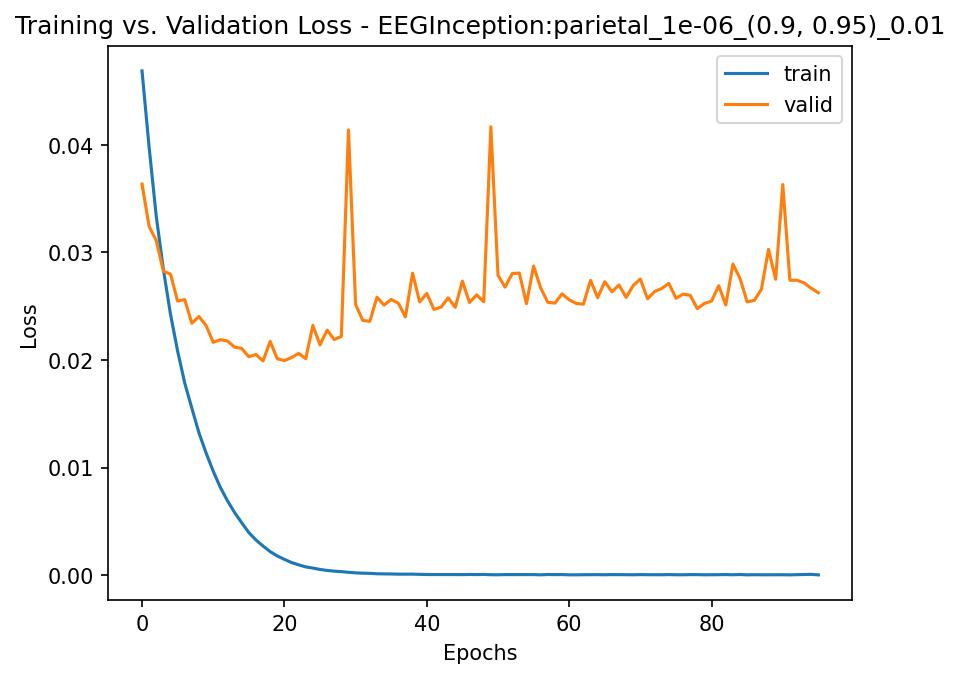 Training vs. Validation Loss - EEGInception:parietal_1e-06_(0.9, 0.95)_0.01
train
valid
0.04
0.03
0.02
0.01
0.00
Loss
0 20 40 60 80
Epochs